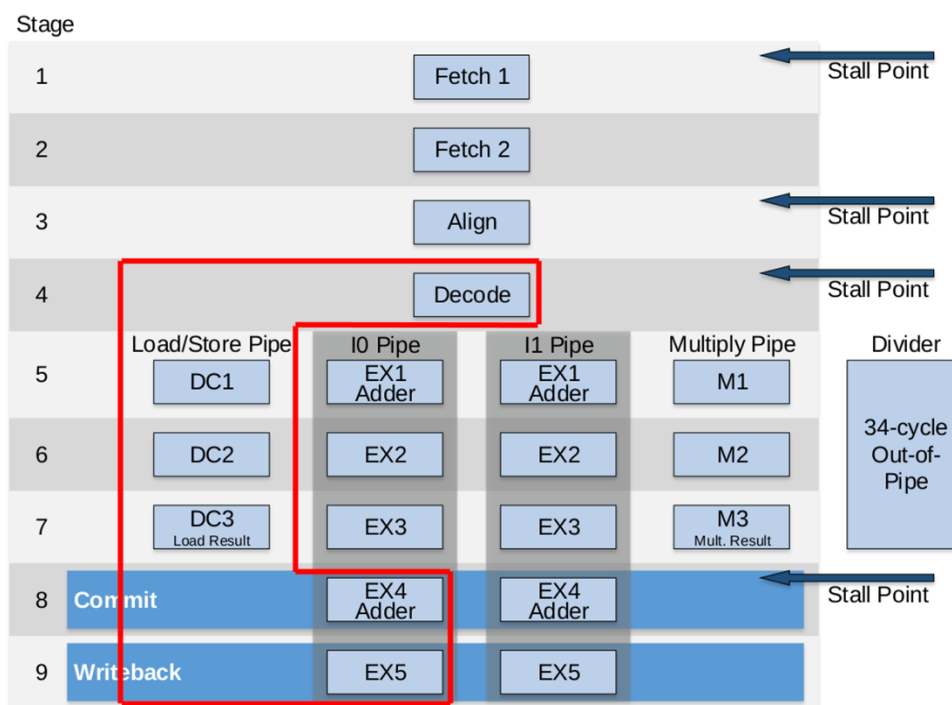 Stage
1
Fetch 1
Stall Point
2
Fetch 2
3
Align
Stall Point
4
Decode
Stall Point
Load/Store Pipe
I0 Pipe
I1 Pipe
Multiply Pipe
Divider
5
DC1
EX1
Adder
EX1
Adder
M1
34-cycle
Out-of-
Pipe
6
DC2
EX2
EX2
M2
7
DC3
Load Result
EX3
EX3
M3
Mult. Result
8
Commit
EX4
Adder
EX4
Adder
Stall Point
9
Writeback
EX5
EX5